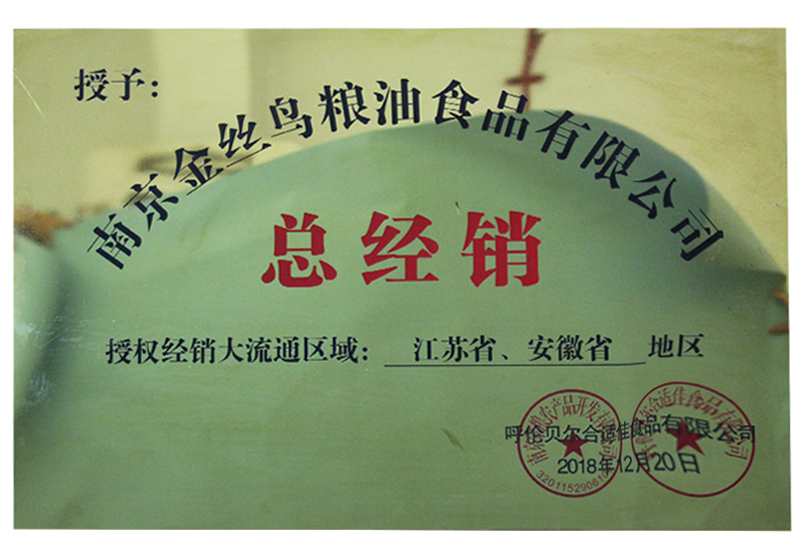 授予：
南京金丝鸟粮油食品有限公司
总经销
授权经销大流通区域： 江苏省、安徽省 地区
呼伦贝尔合适佳食品有限公司
2018年12月20日